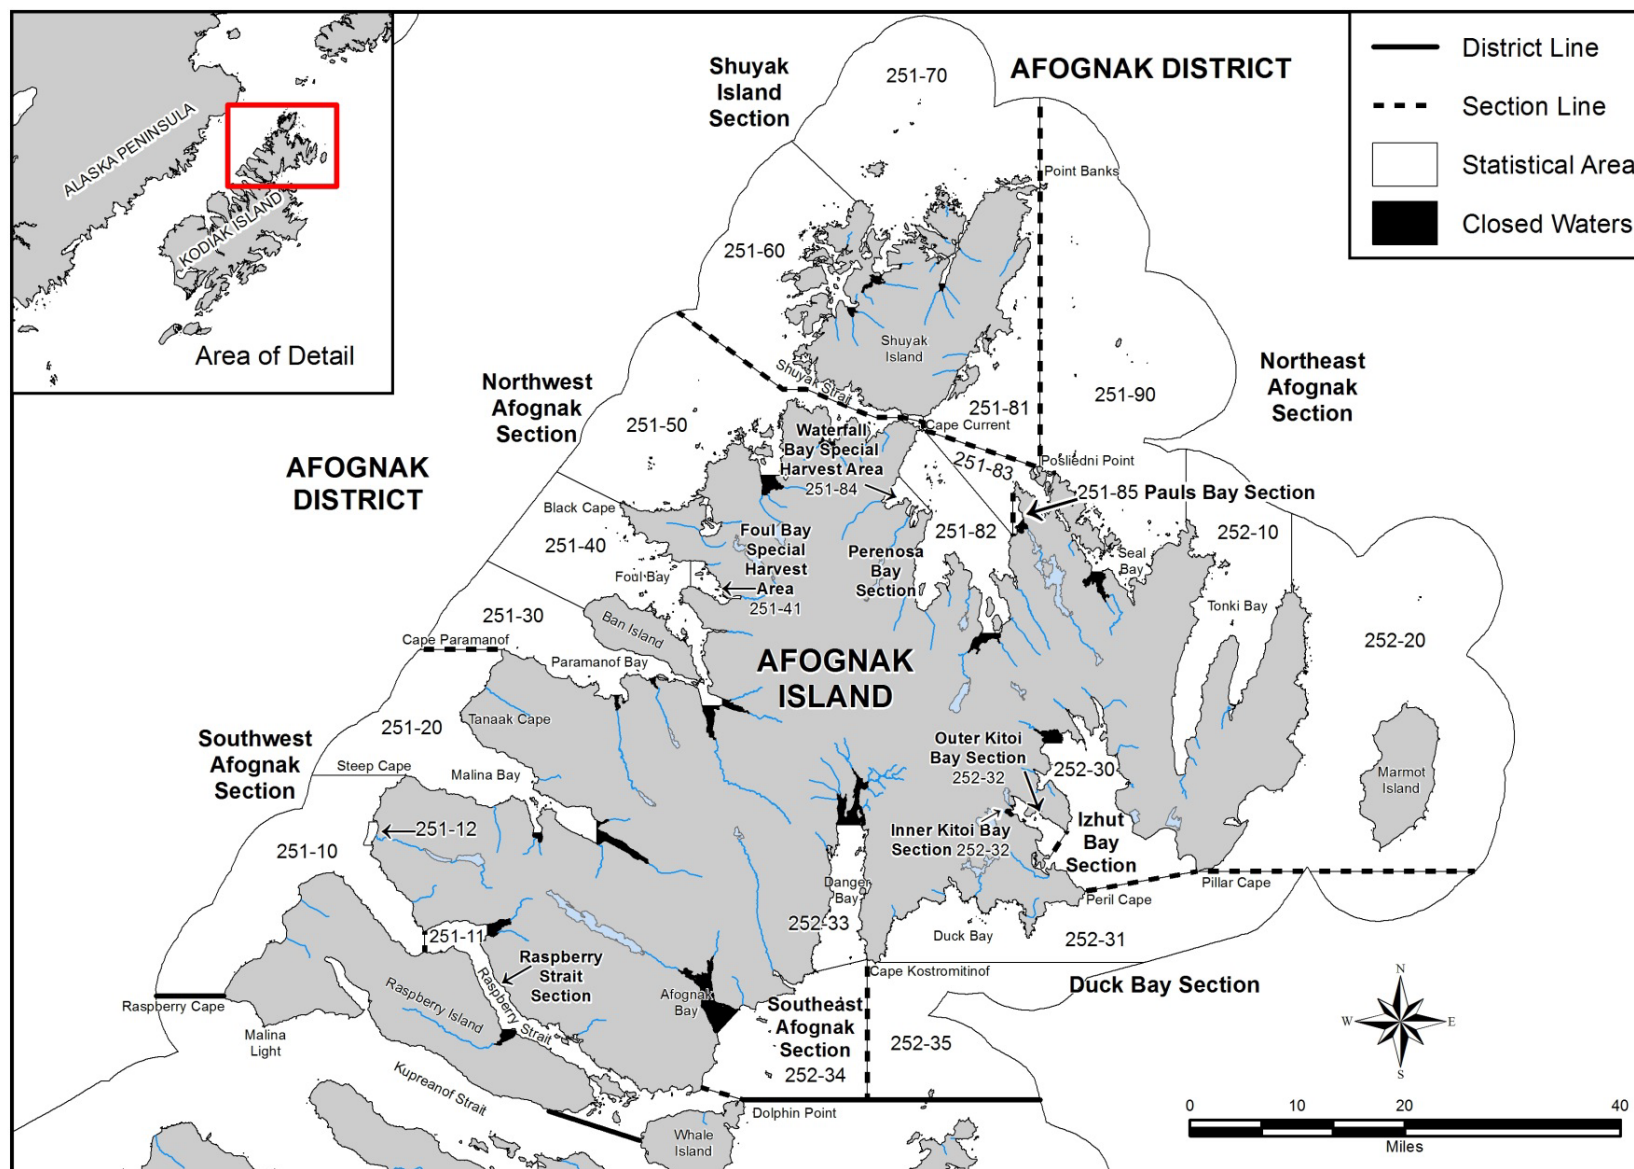 ALASKA PENINSULA
KODIAK ISLAND
Area of Detail
District Line
Section Line
Statistical Area
Closed Waters
AFOGNAK DISTRICT
251-70
Shuyak
Island
Section
Point Banks
251-60
Shuyak
Island
Shuyak Strait
251-81
Cape Current
251-90
Northeast
Afognak
Section
Northwest
Afognak
Section
251-50
Waterfall
Bay Special
Harvest Area
251-84
251-83
Posliedni Point
251-85 Pauls Bay Section
AFOGNAK
DISTRICT
Black Cape
251-40
Foul Bay
Foul Bay
Special
Harvest
Area
251-41
251-82
Perenosa
Bay
Section
Seal
Bay
252-10
Tonki Bay
251-30
Ban Island
Cape Paramanof
Paramanof Bay
252-20
AFOGNAK
ISLAND
Tanaak Cape
251-20
Southwest
Afognak
Section
Steep Cape
Malina Bay
Outer Kitoi
Bay Section
252-32
252-30
Marmot
Island
251-12
251-10
Inner Kitoi Bay
Section 252-32
Izhut
Bay
Section
Danger
Bay
Pillar Cape
Peril Cape
252-33
Duck Bay
252-31
251-11
Raspberry
Strait
Section
Raspberry Strait
Cape Kostromitinof
Duck Bay Section
Raspberry Cape
Raspberry Island
Afognak
Bay
Southeast
Afognak
Section
252-34
252-35
Malina
Light
Kupreanof Strait
Dolphin Point
Whale
Island
N
W
E
S
0
10
20
40
Miles